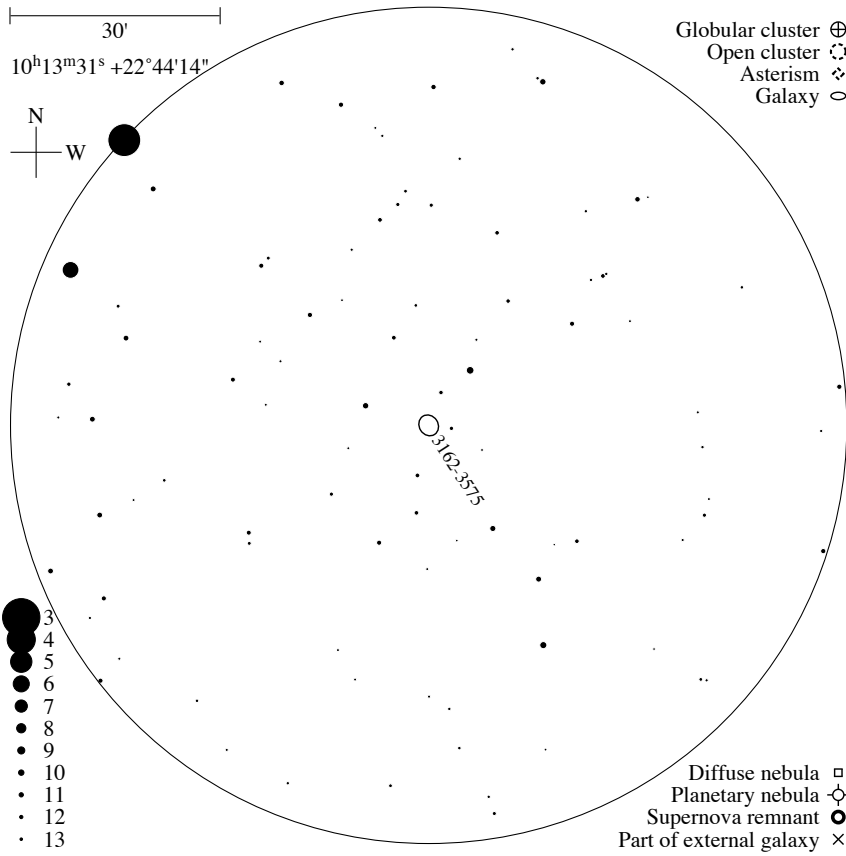 30'
10h13m31s +22°44'14"
N
W
Globular cluster
Open cluster
Asterism
Galaxy
3162-3575
3
4
5
6
7
8
9
10
11
12
13
Diffuse nebula
Planetary nebula
Supernova remnant
Part of external galaxy